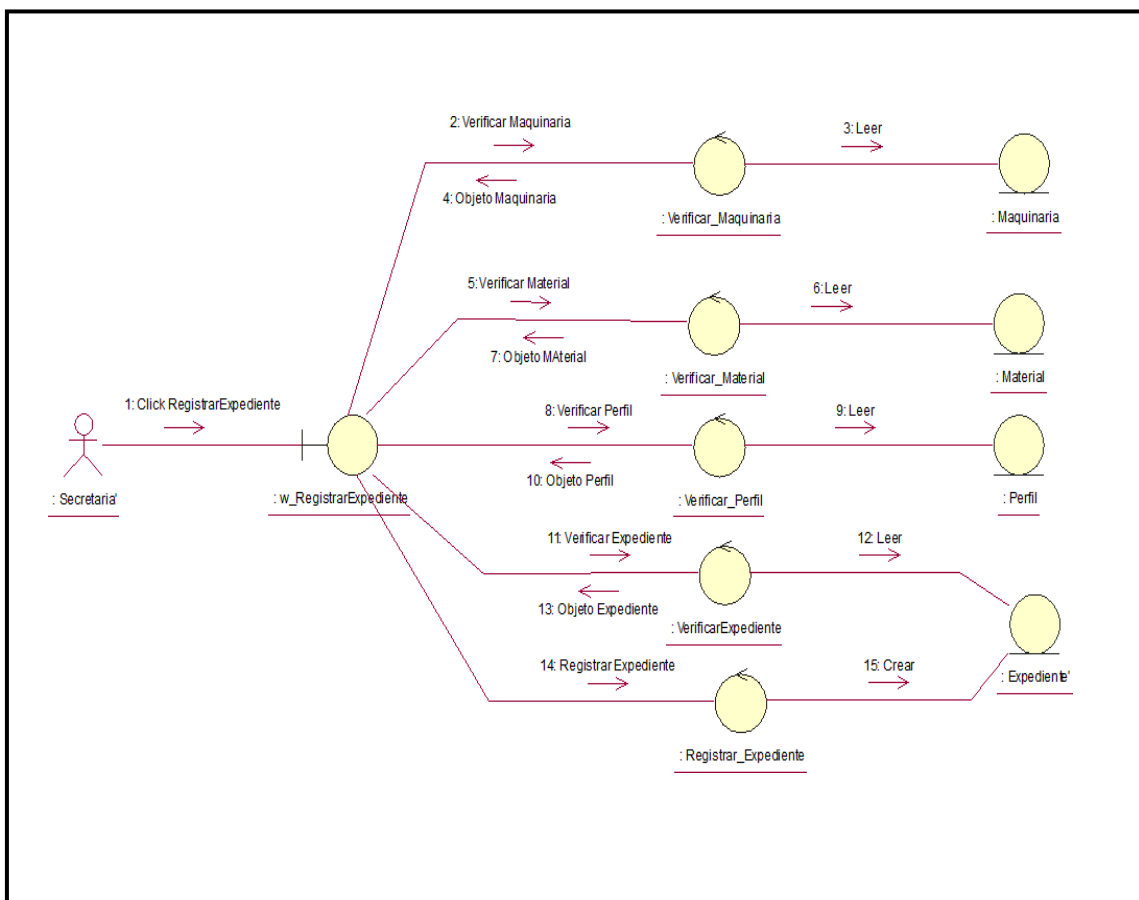 2: Verificar Maquinaria
3: Leer
4: Objeto Maquinaria
: Verificar_Maquinaria
: Maquinaria
5: Verificar Material
6: Leer
7: Objeto MAterial
: Verificar_Material
: Material
1: Click RegistrarExpediente
8: Verificar Perfil
9: Leer
10: Objeto Perfil
: Secretaria'
: w_RegistrarExpediente
: Verificar_Perfil
: Perfil
11: Verificar Expediente
12: Leer
13: Objeto Expediente
: VerificarExpediente
14: Registrar Expediente
15: Crear
: Expediente'
: Registrar_Expediente